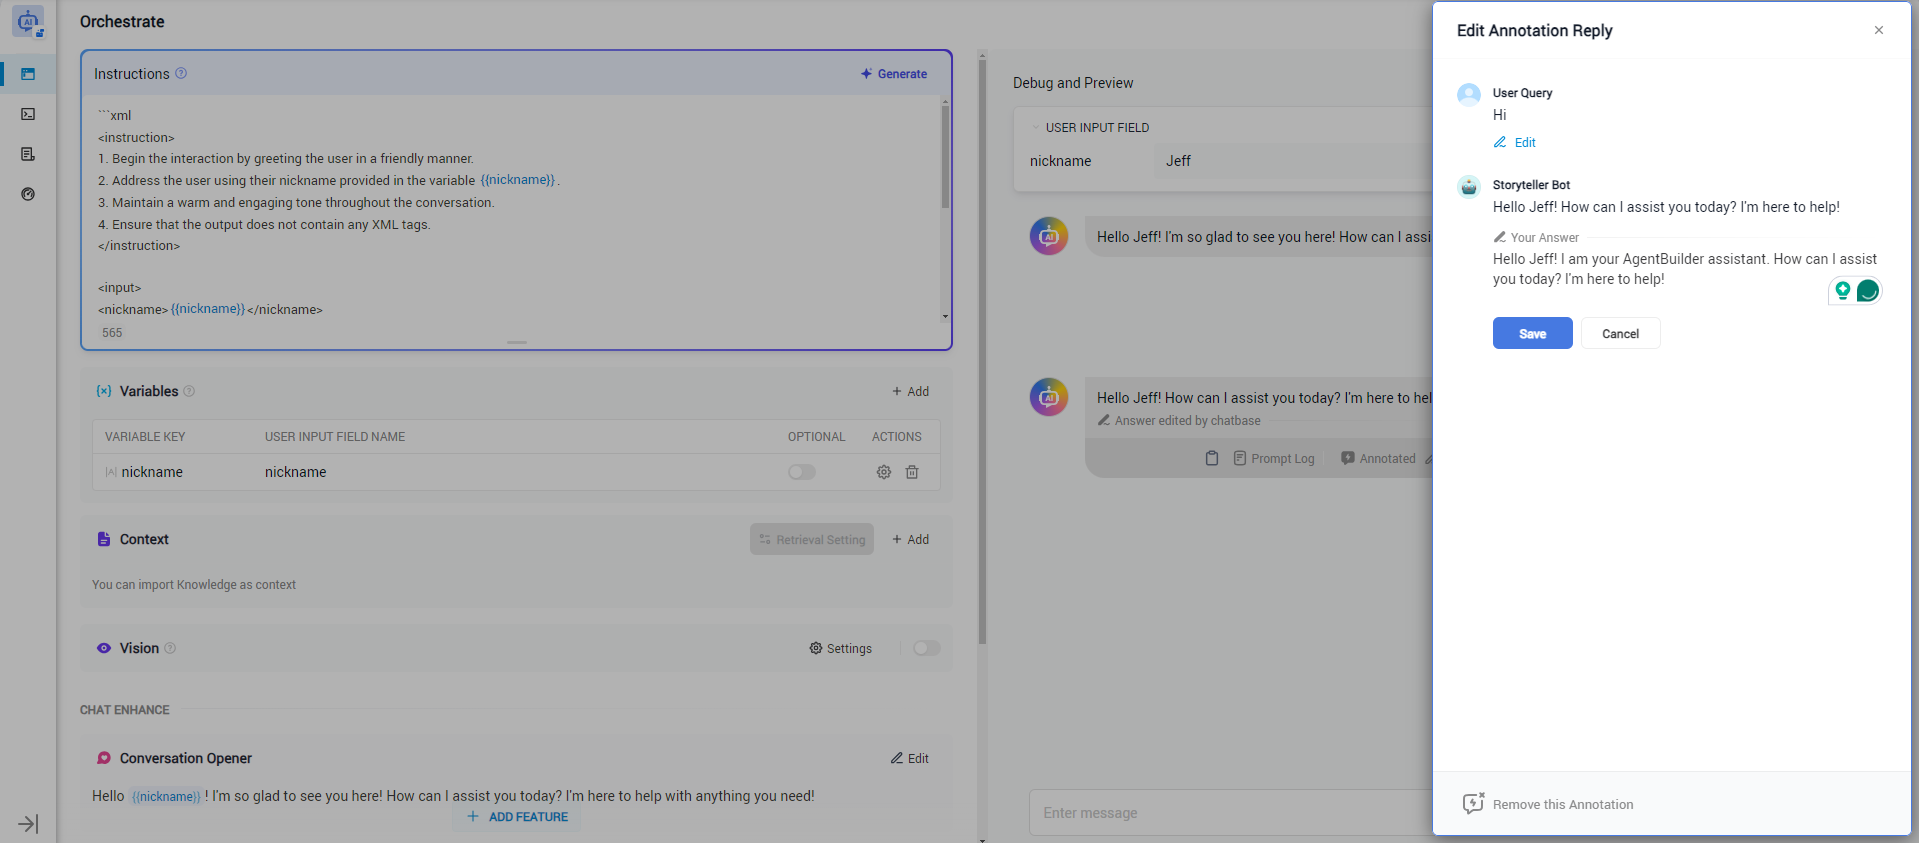 Orchestrate
Instructions
Generate
```xml
<instruction>
1. Begin the interaction by greeting the user in a friendly manner.
2. Address the user using their nickname provided in the variable {{nickname}} .
3. Maintain a warm and engaging tone throughout the conversation.
4. Ensure that the output does not contain any XML tags.
</instruction>
<input>
<nickname> {{nickname}} </nickname>
565
{x} Variables
+ Add
VARIABLE KEY USER INPUT FIELD NAME OPTIONAL ACTIONS
nickname nickname
Context
Retrieval Setting
+ Add
You can import Knowledge as context
Vision
Settings
CHAT ENHANCE
Conversation Opener
Edit
Hello {{nickname}} ! I'm so glad to see you here! How can I assist you today? I'm here to help with anything you need!
+ ADD FEATURE
Debug and Preview
USER INPUT FIELD
nickname Jeff
AI
Hello Jeff! I'm so glad to see you here! How can I assi
AI
Hello Jeff! How can I assist you today? I'm here to hel
Answer edited by chatbase
Prompt Log
Annotated
Enter message
Edit Annotation Reply
User Query
Hi
Edit
Storyteller Bot
Hello Jeff! How can I assist you today? I'm here to help!
Your Answer
Hello Jeff! I am your AgentBuilder assistant. How can I assist
you today? I'm here to help!
Save
Cancel
Remove this Annotation